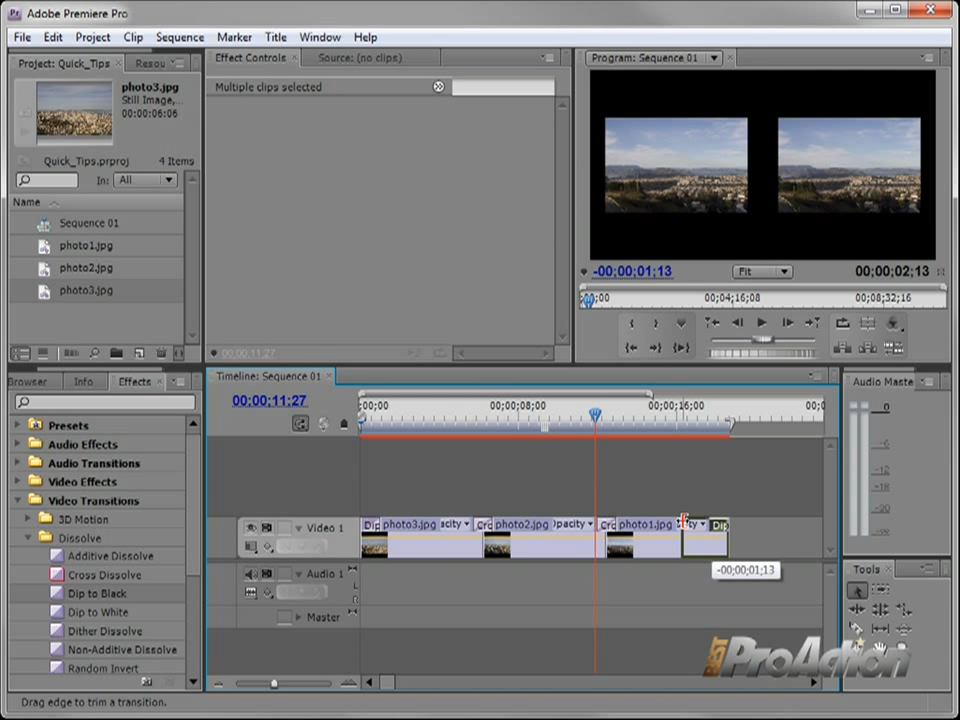 Adobe Premiere Pro
File Edit Project Clip Sequence Marker Title Window Help
Project: Quick_Tips Resou
photo3.jpg
Still Image,...
00:00:06:06
Quick_Tips.prproj 4 Items
In: All
Name
Sequence 01
photo1.jpg
photo2.jpg
photo3.jpg
Effect Controls Source: (no clips)
Multiple clips selected
00;00;11;27
Program: Sequence 01
-00;00;01;13 Fit 00;00;02;13
;00;00 00;04;16;08 00;08;32;16
Browser Info Effects
Presets
Audio Effects
Audio Transitions
Video Effects
Video Transitions
3D Motion
Dissolve
Additive Dissolve
Cross Dissolve
Dip to Black
Dip to White
Dither Dissolve
Non-Additive Dissolve
Random Invert
Timeline: Sequence 01
00;00;11;27
;00;00 00;00;08;00 00;00;16;00 00;0
Video 1
Dip photo3.jpg acity Cro photo2.jpg Opacity Cro photo1.jpg ity Dip
-00;00;01;13
Audio 1
L
R
Master
Audio Maste
0
-6
-12
-18
-30
Tools
ProAction
Drag edge to trim a transition.